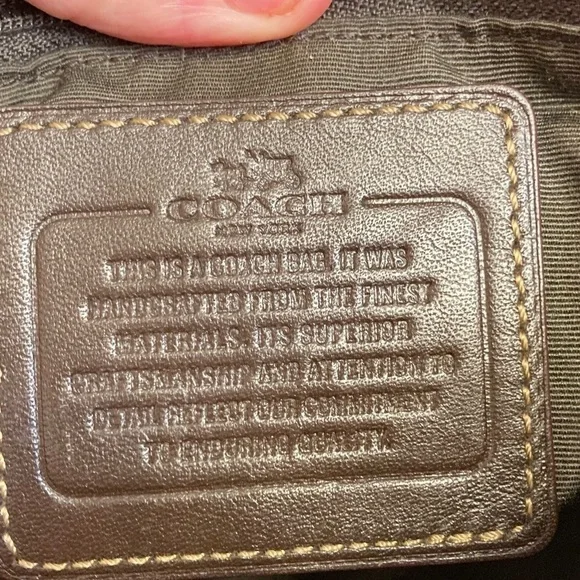 COACH
NEW YORK
THIS IS A COACH BAG. IT WAS
HANDCRAFTED FROM THE FINEST
MATERIALS. ITS SUPERIOR
CRAFTSMANSHIP AND ATTENTION TO
DETAIL REFLECT OUR COMMITMENT
TO ENDURING QUALITY.